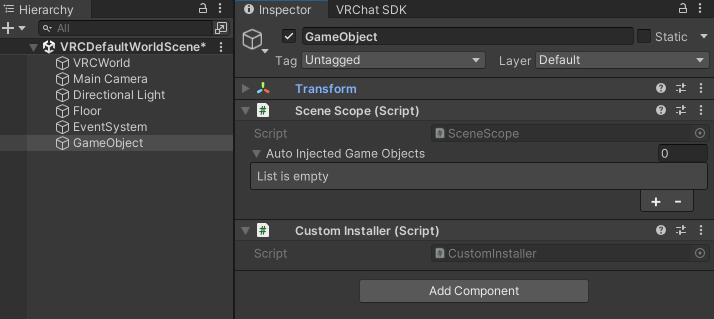 Hierarchy
All
VRCDefaultWorldScene*
VRCWorld
Main Camera
Directional Light
Floor
EventSystem
GameObject
Inspector VRChat SDK
GameObject Static
Tag Untagged Layer Default
Transform
# Scene Scope (Script)
Script # SceneScope
Auto Injected Game Objects 0
List is empty
+ -
# Custom Installer (Script)
Script # CustomInstaller
Add Component